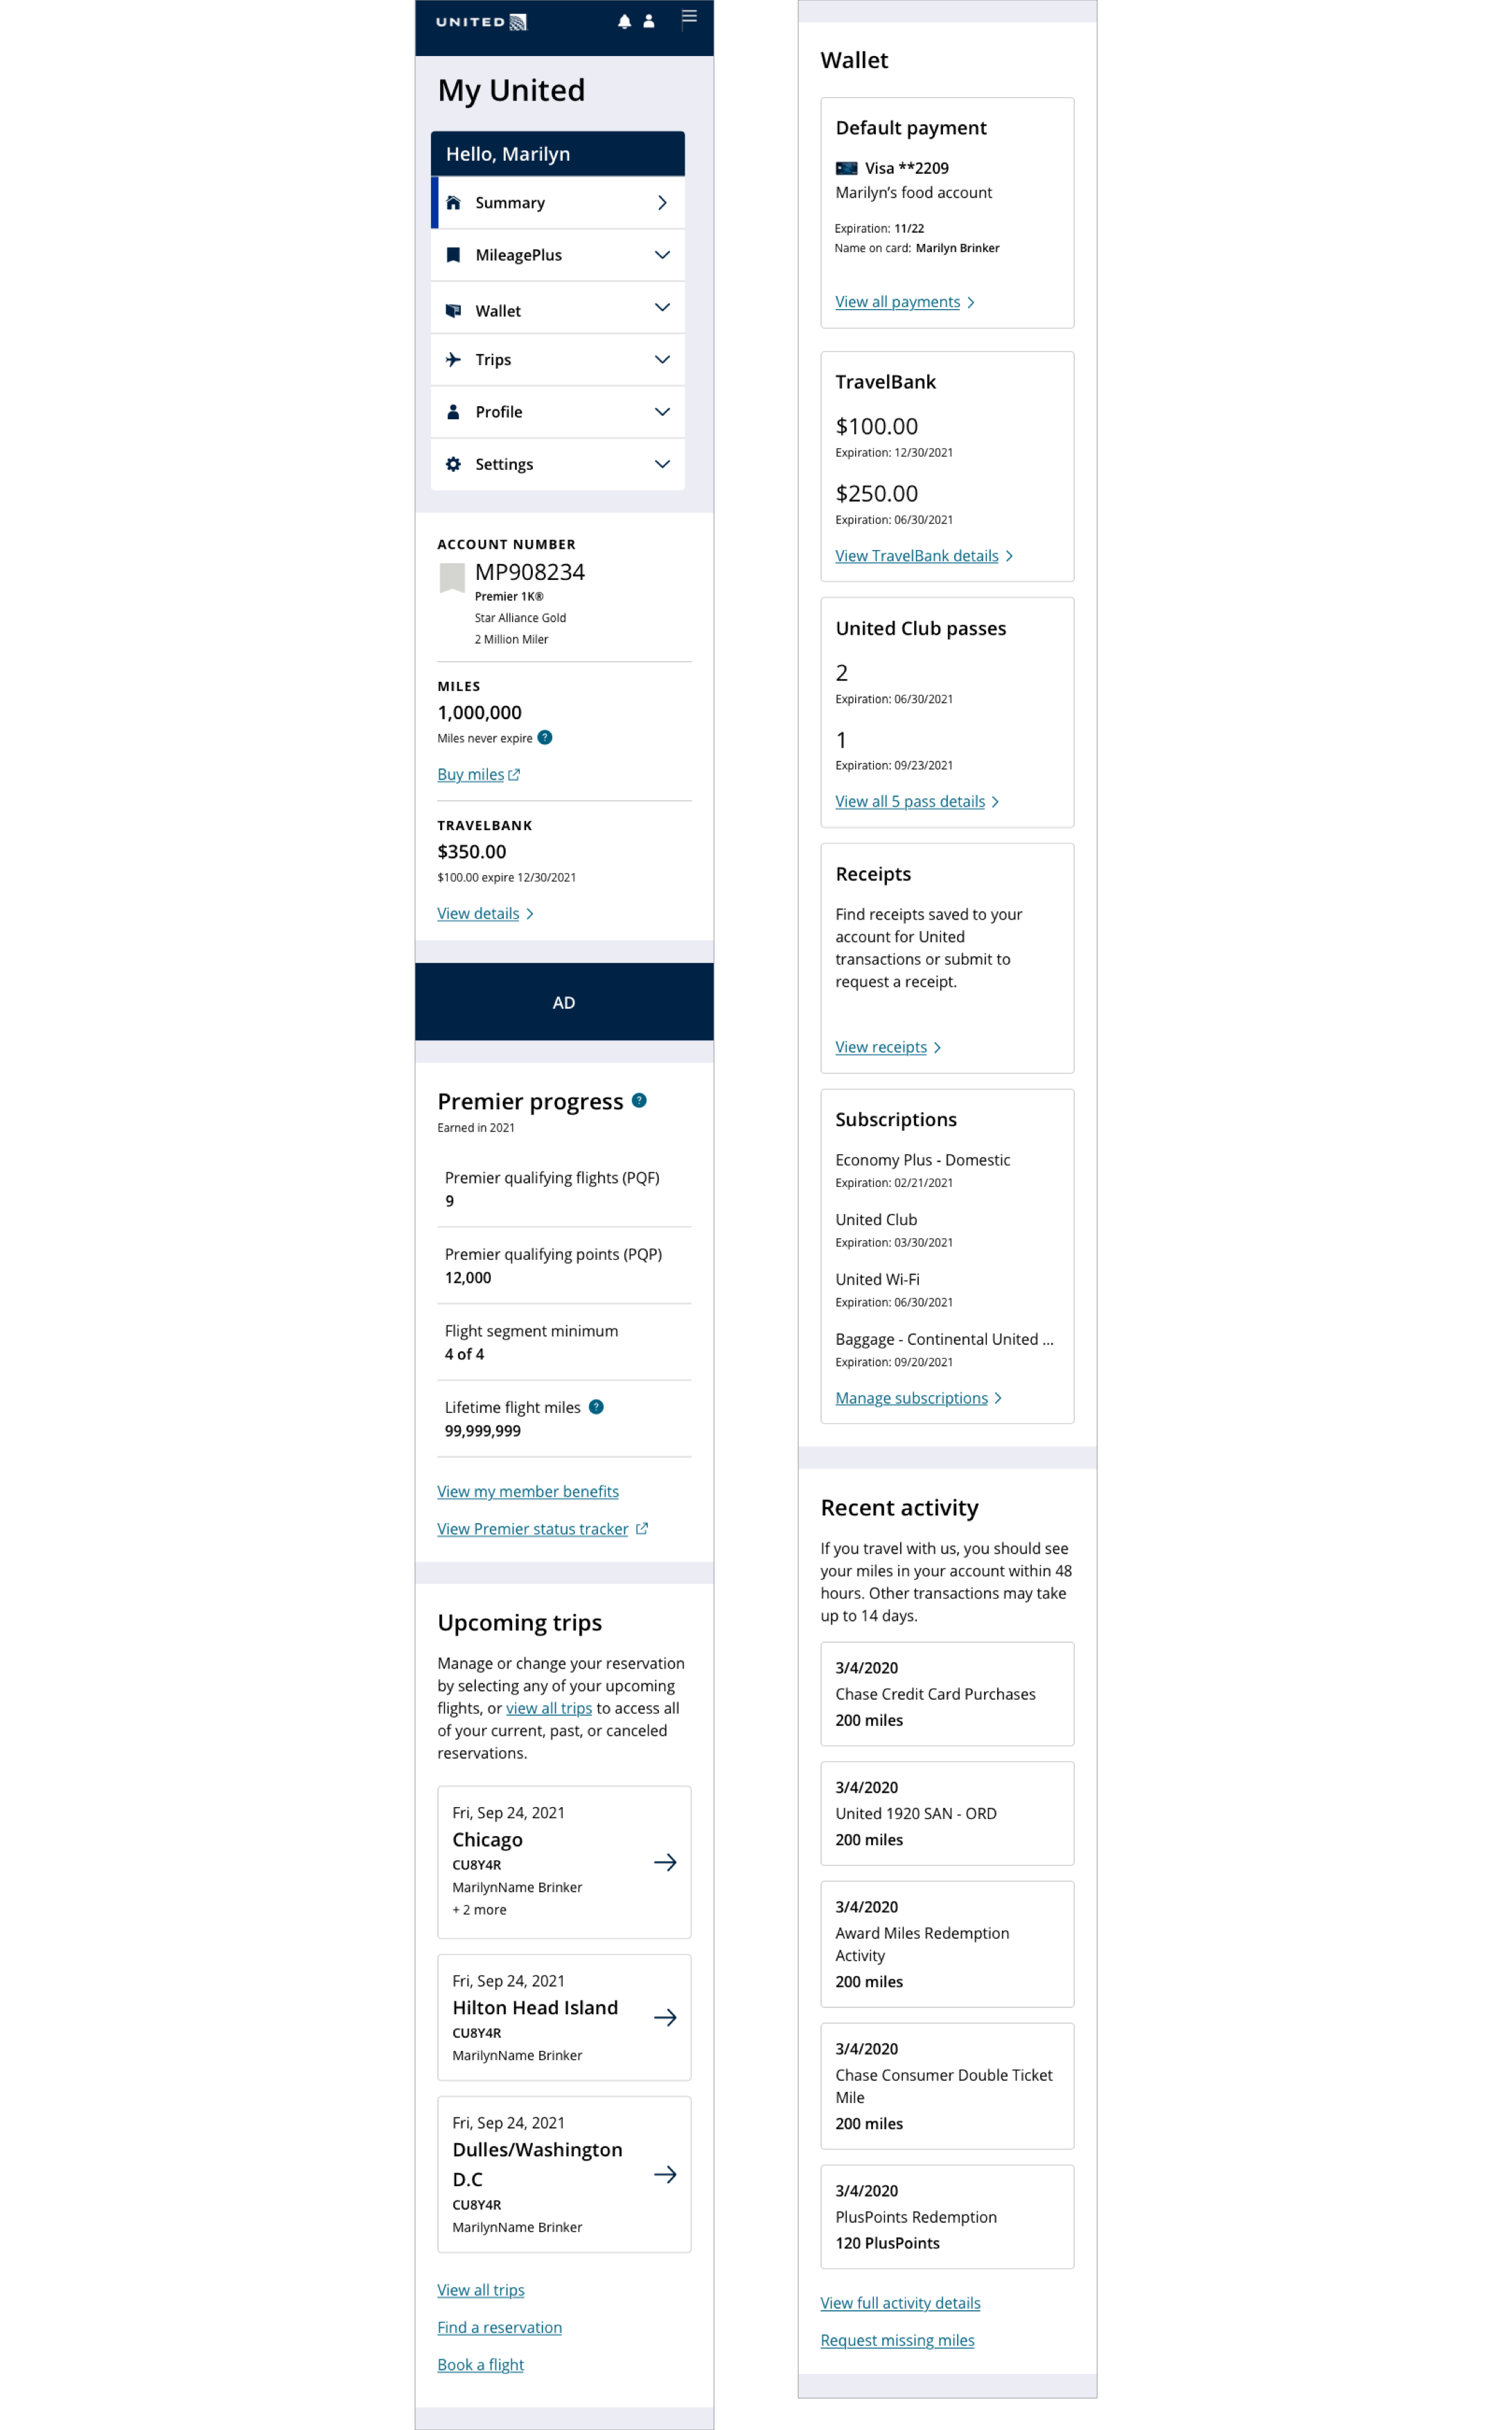 UNITED
My United
Hello, Marilyn
Summary
MileagePlus
Wallet
Trips
Profile
Settings
ACCOUNT NUMBER
MP908234
Premier 1K®
Star Alliance Gold
2 Million Miler
MILES
1,000,000
Miles never expire ?
Buy miles
TRAVELBANK
$350.00
$100.00 expire 12/30/2021
View details
AD
Premier progress ?
Earned in 2021
Premier qualifying flights (PQF)
9
Premier qualifying points (PQP)
12,000
Flight segment minimum
4 of 4
Lifetime flight miles ?
99,999,999
View my member benefits
View Premier status tracker
Upcoming trips
Manage or change your reservation
by selecting any of your upcoming
flights, or view all trips to access all
of your current, past, or canceled
reservations.
Fri, Sep 24, 2021
Chicago
CU8Y4R
MarilynName Brinker
+ 2 more
Fri, Sep 24, 2021
Hilton Head Island
CU8Y4R
MarilynName Brinker
Fri, Sep 24, 2021
Dulles/Washington
D.C
CU8Y4R
MarilynName Brinker
View all trips
Find a reservation
Book a flight
Wallet
Default payment
Visa **2209
Marilyn's food account
Expiration: 11/22
Name on card: Marilyn Brinker
View all payments
TravelBank
$100.00
Expiration: 12/30/2021
$250.00
Expiration: 06/30/2021
View TravelBank details
United Club passes
2
Expiration: 06/30/2021
1
Expiration: 09/23/2021
View all 5 pass details
Receipts
Find receipts saved to your
account for United
transactions or submit to
request a receipt.
View receipts
Subscriptions
Economy Plus - Domestic
Expiration: 02/21/2021
United Club
Expiration: 03/30/2021
United Wi-Fi
Expiration: 06/30/2021
Baggage - Continental United ...
Expiration: 09/20/2021
Manage subscriptions
Recent activity
If you travel with us, you should see
your miles in your account within 48
hours. Other transactions may take
up to 14 days.
3/4/2020
Chase Credit Card Purchases
200 miles
3/4/2020
United 1920 SAN - ORD
200 miles
3/4/2020
Award Miles Redemption
Activity
200 miles
3/4/2020
Chase Consumer Double Ticket
Mile
200 miles
3/4/2020
PlusPoints Redemption
120 PlusPoints
View full activity details
Request missing miles